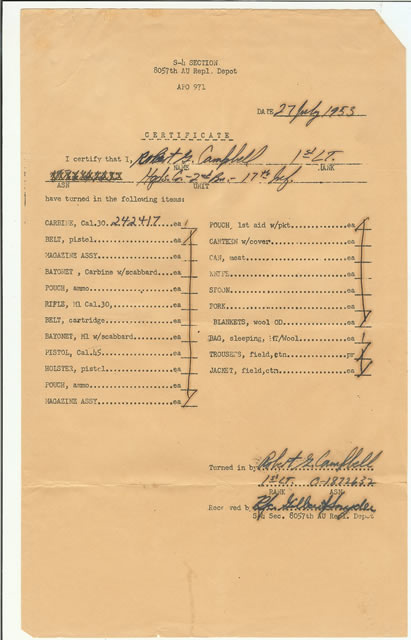 S-4 SECTION
8057th AU Repl. Depot
APO 971
DATE 27 July 1953
CERTIFICATE
I certify that I, Robert G. Campbell 1st LT.
NAME RANK
Hqds. Co - 2nd Bn. - 17th Inf.
ASN UNIT
have turned in the following items:
CARBINE, Cal.30. 242417 ..ea 1
BELT, pistol....................ea
MAGAZINE ASSY...................ea
BAYONET , Carbine w/scabbard....ea
POUCH, ammo.....................ea
RIFLE, M1 Cal.30,...............ea
BELT, cartridge.................ea
BAYONET, M1 w/scabbard..........ea
PISTOL, Cal.45..................ea
HOLSTER, pistol.................ea
POUCH, ammo.....................ea
MAGAZINE ASSY...................ea
POUCH, 1st aid w/pkt............ea
CANTEEN w/cover.................ea
CAN, meat.......................ea
KNIFE...........................ea
SPOON...........................ea
FORK............................ea
BLANKETS, wool OD...............ea
BAG, sleeping, MT/Wool..........ea
TROUSERS, field,ctn.............pr
JACKET, field,ctn...............ea
Turned in by Robert G. Campbell
1st LT. O-1872632
RANK ASN
Received by
S-4 Sec. 8057th AU Repl. Depot